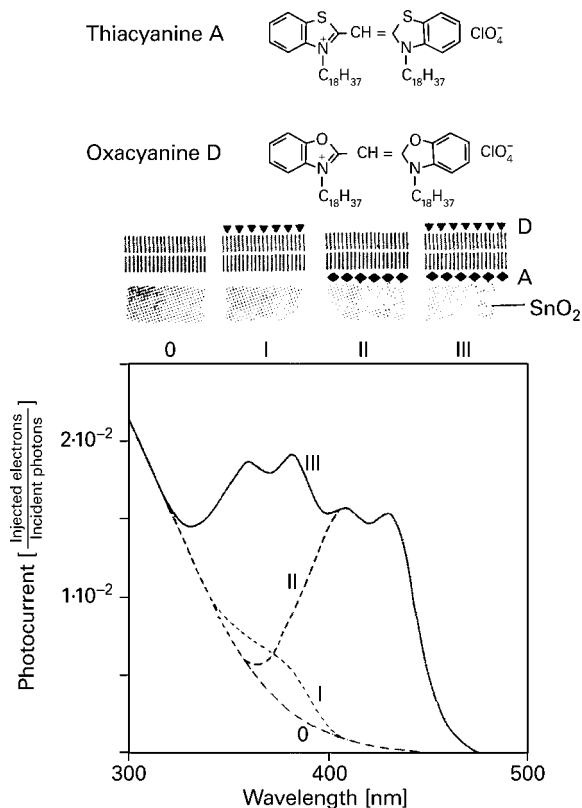 Thiacyanine A
S
S
CH =
ClO₄⁻
N
+
N
C₁₈H₃₇
C₁₈H₃₇
Oxacyanine D
O
O
CH =
ClO₄⁻
N
+
N
C₁₈H₃₇
C₁₈H₃₇
D
A
SnO₂
0 I II III
2·10⁻²
1·10⁻²
III
II
I
0
Photocurrent [Injected electrons / Incident photons]
300 400 500
Wavelength [nm]